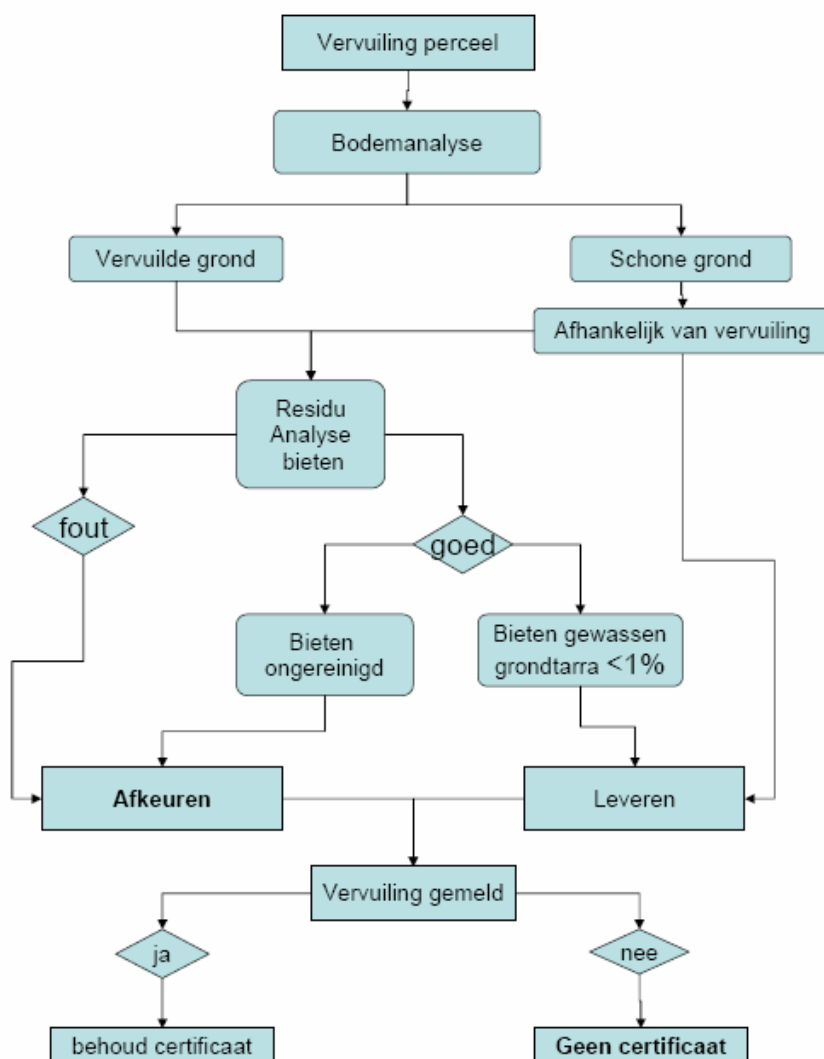 Vervuiling perceel
Bodemanalyse
Vervuilde grond
Schone grond
Afhankelijk van vervuiling
Residu
Analyse
bieten
fout
goed
Bieten
ongereinigd
Bieten gewassen
grondtarra <1%
Afkeuren
Leveren
Vervuiling gemeld
ja
nee
behoud certificaat
Geen certificaat